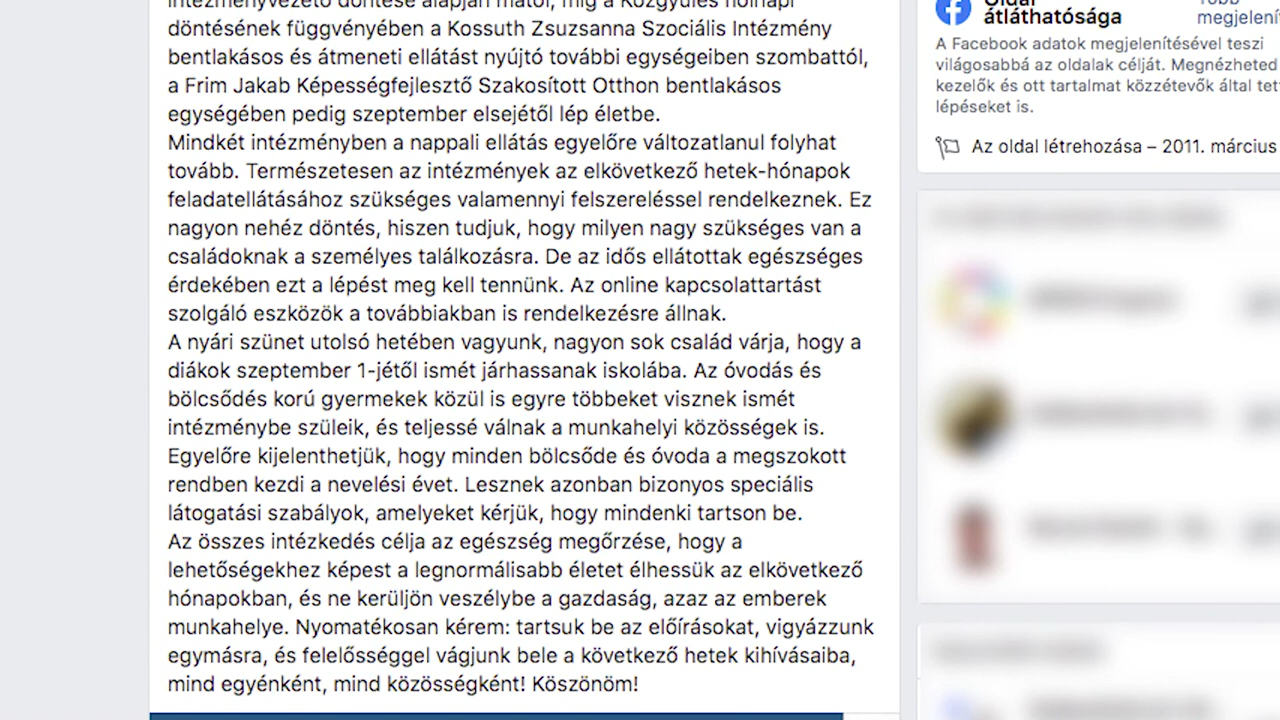 intézményvezető döntése alapján mától, míg a Közgyűlés holnapi
döntésének függvényében a Kossuth Zsuzsanna Szociális Intézmény
bentlakásos és átmeneti ellátást nyújtó további egységeiben szombattól,
a Frim Jakab Képességfejlesztő Szakosított Otthon bentlakásos
egységében pedig szeptember elsejétől lép életbe.
Mindkét intézményben a nappali ellátás egyelőre változatlanul folyhat
tovább. Természetesen az intézmények az elkövetkező hetek-hónapok
feladatellátásához szükséges valamennyi felszereléssel rendelkeznek. Ez
nagyon nehéz döntés, hiszen tudjuk, hogy milyen nagy szükséges van a
családoknak a személyes találkozásra. De az idős ellátottak egészséges
érdekében ezt a lépést meg kell tennünk. Az online kapcsolattartást
szolgáló eszközök a továbbiakban is rendelkezésre állnak.
A nyári szünet utolsó hetében vagyunk, nagyon sok család várja, hogy a
diákok szeptember 1-jétől ismét járhassanak iskolába. Az óvodás és
bölcsődés korú gyermekek közül is egyre többeket visznek ismét
intézménybe szüleik, és teljessé válnak a munkahelyi közösségek is.
Egyelőre kijelenthetjük, hogy minden bölcsőde és óvoda a megszokott
rendben kezdi a nevelési évet. Lesznek azonban bizonyos speciális
látogatási szabályok, amelyeket kérjük, hogy mindenki tartson be.
Az összes intézkedés célja az egészség megőrzése, hogy a
lehetőségekhez képest a legnormálisabb életet élhessük az elkövetkező
hónapokban, és ne kerüljön veszélybe a gazdaság, azaz az emberek
munkahelye. Nyomatékosan kérem: tartsuk be az előírásokat, vigyázzunk
egymásra, és felelősséggel vágjunk bele a következő hetek kihívásaiba,
mind egyénként, mind közösségként! Köszönöm!
Oldal
átláthatósága
Több
megjelení
A Facebook adatok megjelenítésével teszi
világosabbá az oldalak célját. Megnézheted
kezelők és ott tartalmat közzétevők által tett
lépéseket is.
Az oldal létrehozása – 2011. március